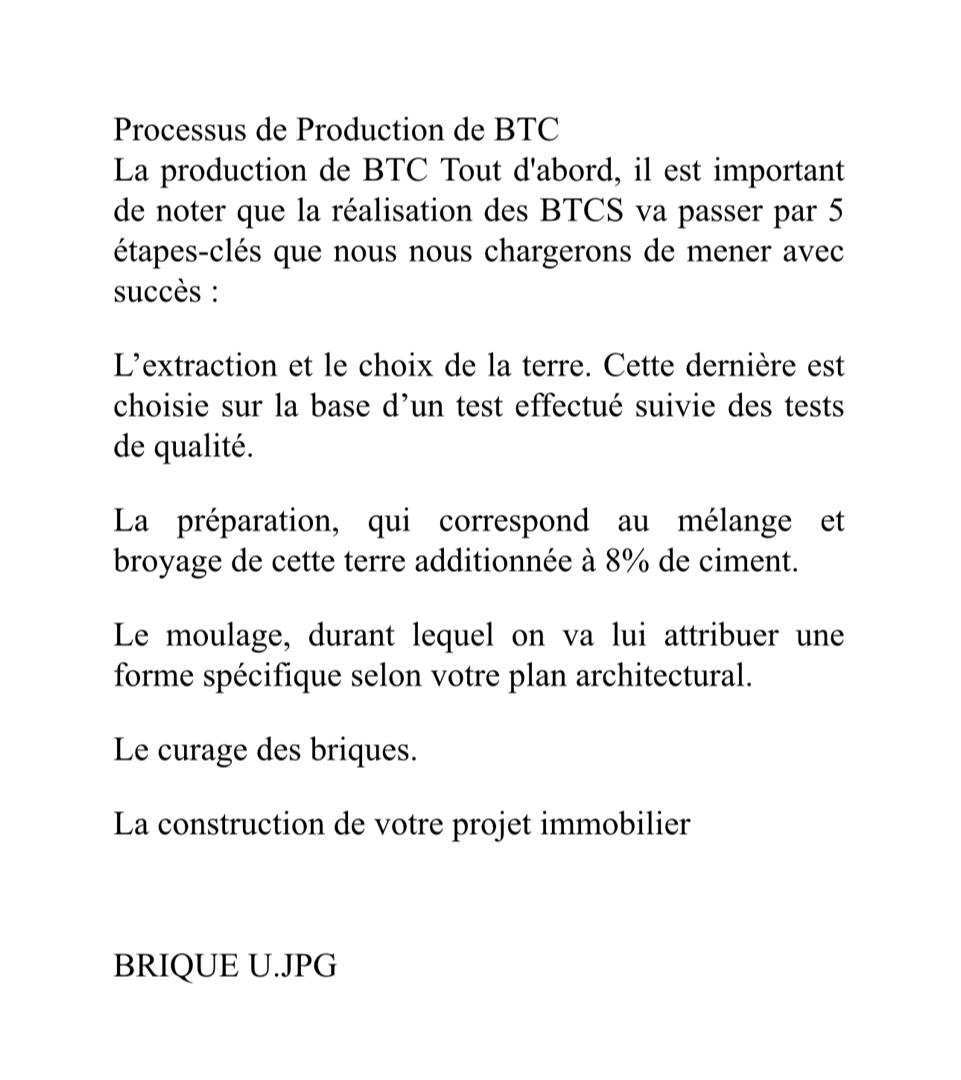 Processus de Production de BTC
La production de BTC Tout d'abord, il est important
de noter que la réalisation des BTCS va passer par 5
étapes-clés que nous nous chargerons de mener avec
succès :
L’extraction et le choix de la terre. Cette dernière est
choisie sur la base d’un test effectué suivie des tests
de qualité.
La préparation, qui correspond au mélange et
broyage de cette terre additionnée à 8% de ciment.
Le moulage, durant lequel on va lui attribuer une
forme spécifique selon votre plan architectural.
Le curage des briques.
La construction de votre projet immobilier
BRIQUE U.JPG